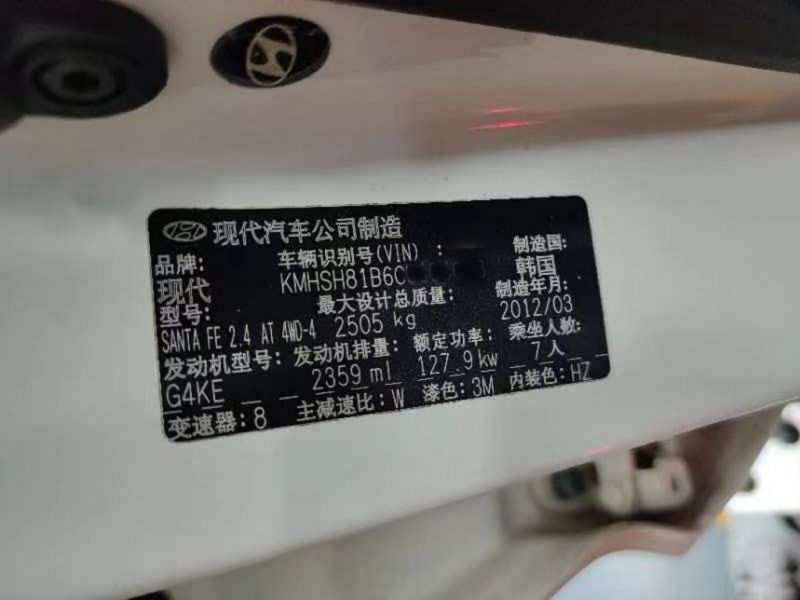 现代汽车公司制造
品牌: 车辆识别号(VIN) : 制造国:
现代 KMHSH81B6C 韩国
型号: 最大设计总质量: 制造年月:
SANTA FE 2.4 AT 4WD-4 2505 kg 2012/03
发动机型号: 发动机排量: 额定功率: 乘坐人数:
G4KE _ _ 2359 ml 127.9 kw 7人
变速器: 8 主减速比: W 漆色: 3M 内装色: HZ